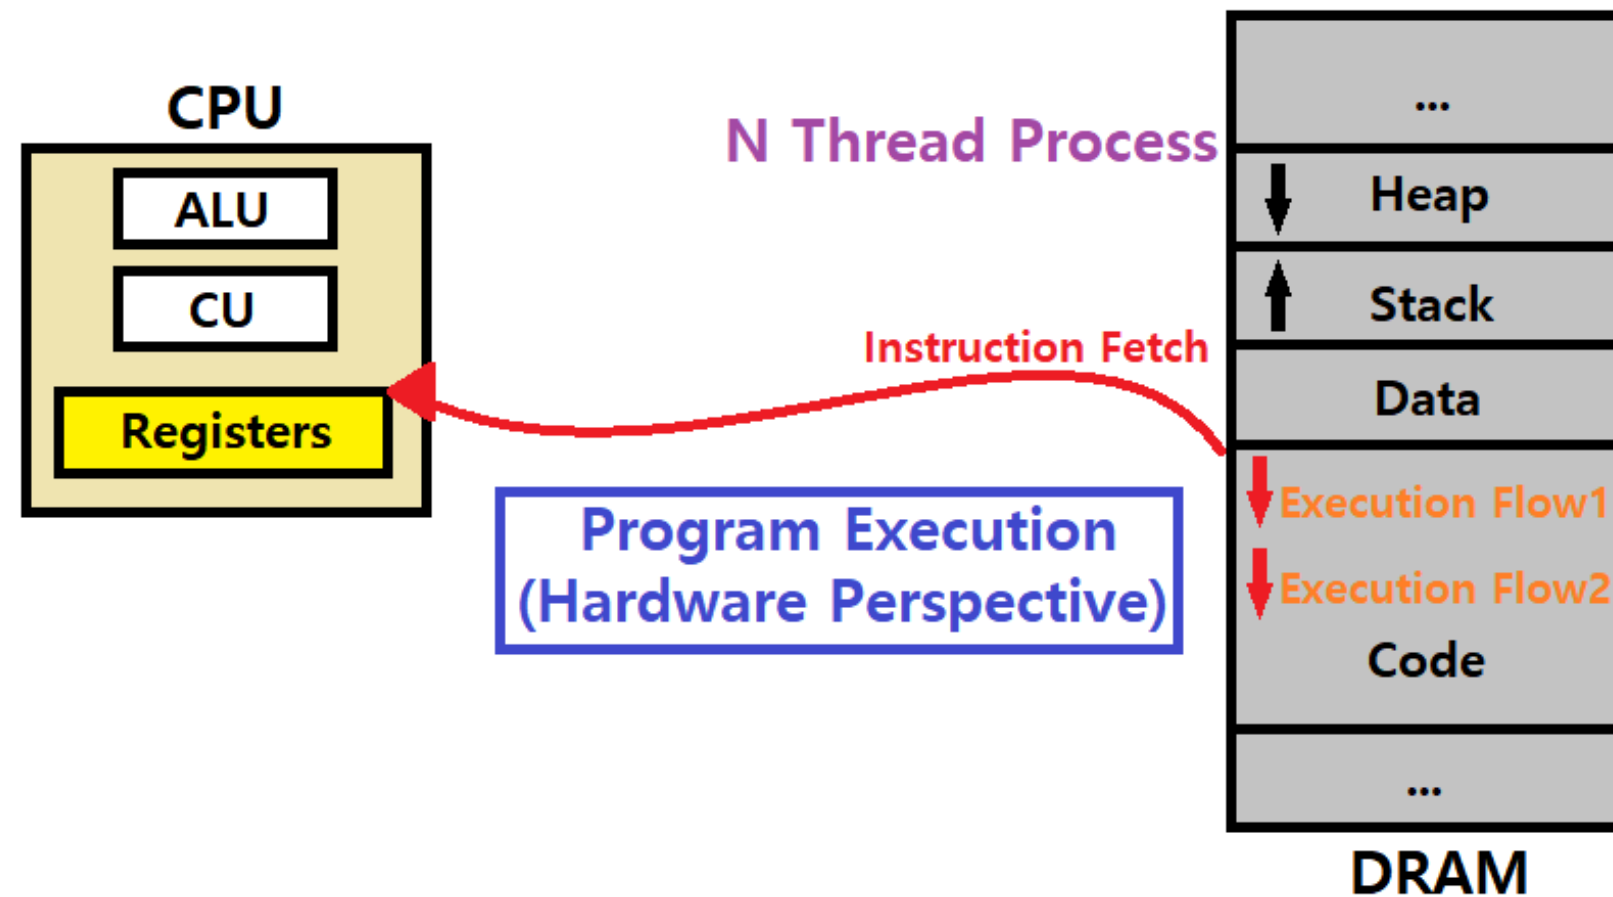 CPU
ALU
CU
Registers
N Thread Process
Instruction Fetch
Program Execution
(Hardware Perspective)
...
Heap
Stack
Data
Execution Flow1
Execution Flow2
Code
...
DRAM